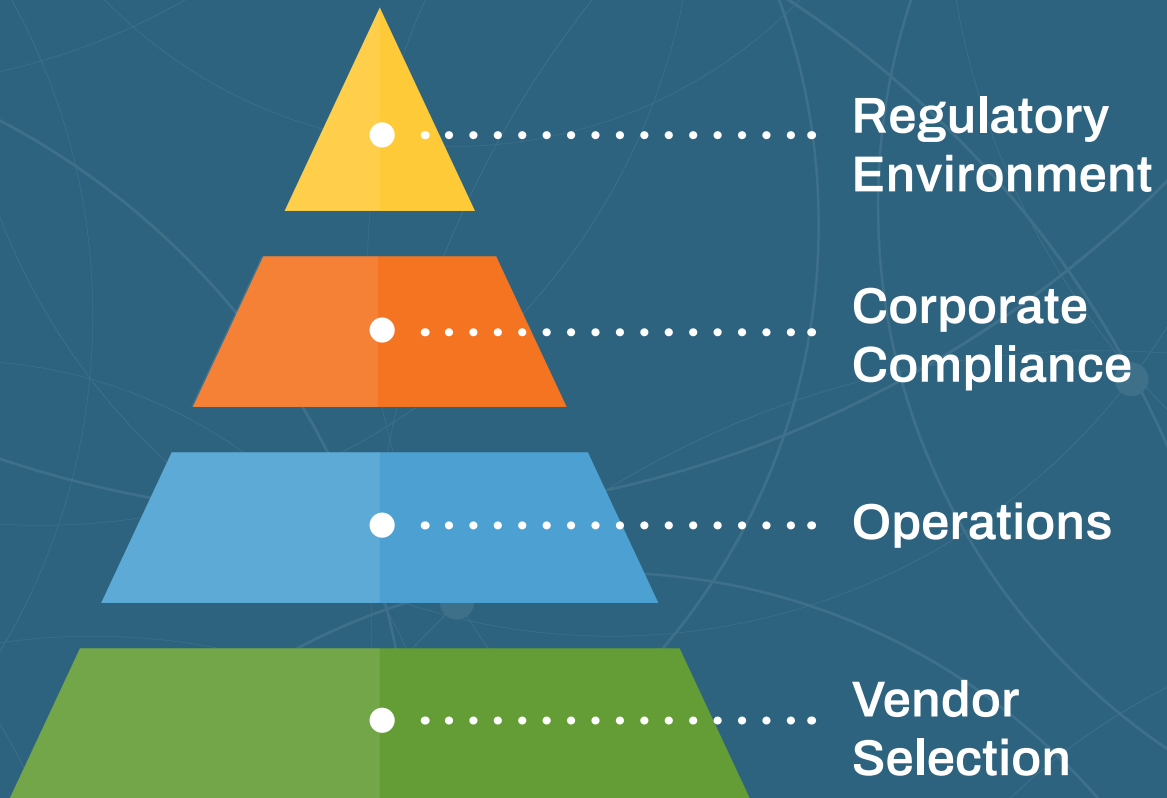 Regulatory
Environment
Corporate
Compliance
Operations
Vendor
Selection